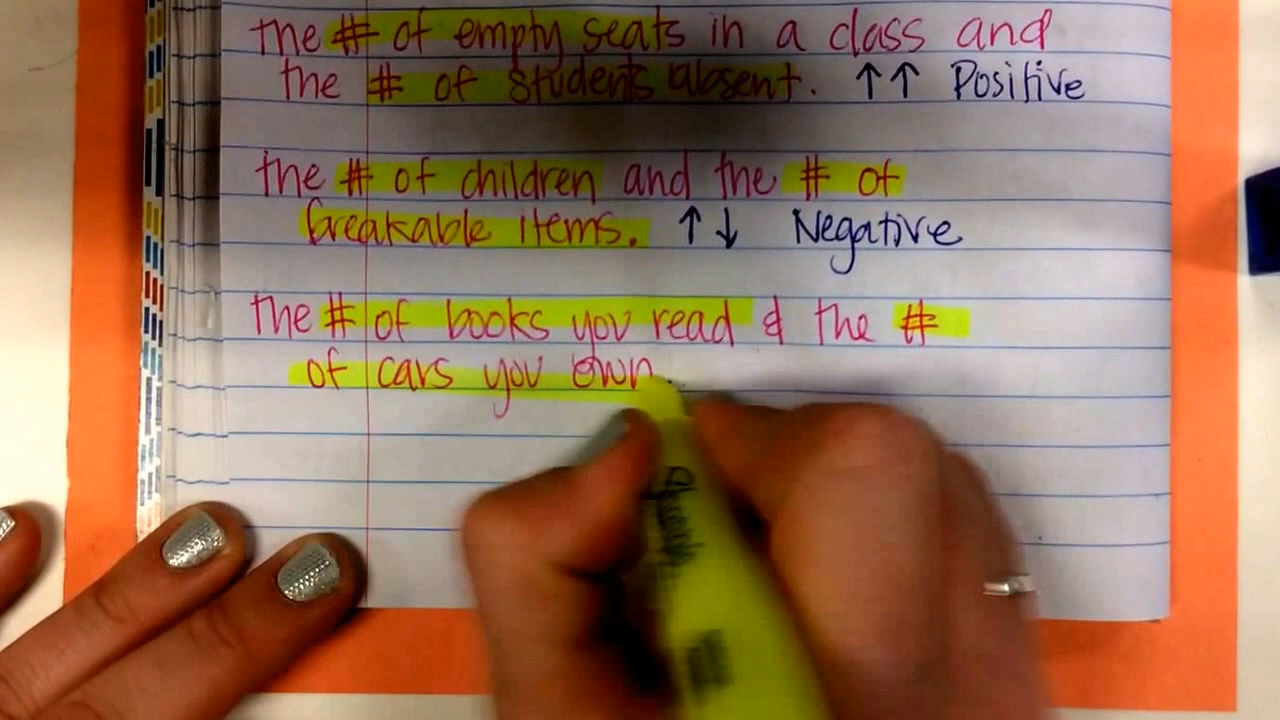 the # of empty seats in a class and
the # of students absent. ↑↑ Positive
the # of children and the # of
breakable items. ↑↓ Negative
the # of books you read & the #
of cars you own.